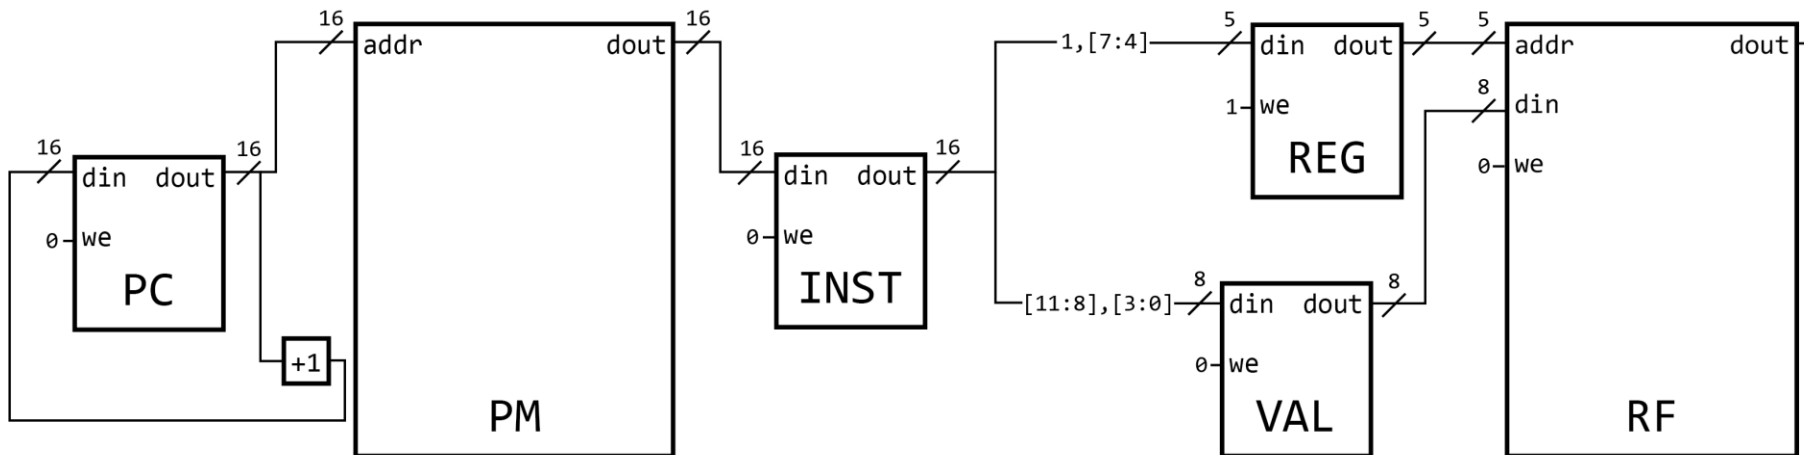 16
16
5
5
5
addr
dout
1,[7:4]
din
dout
addr
dout
8
1
we
din
16
16
16
16
REG
0
we
din
dout
din
dout
8
8
0
we
0
we
[11:8],[3:0]
din
dout
PC
INST
+1
0
we
PM
VAL
RF